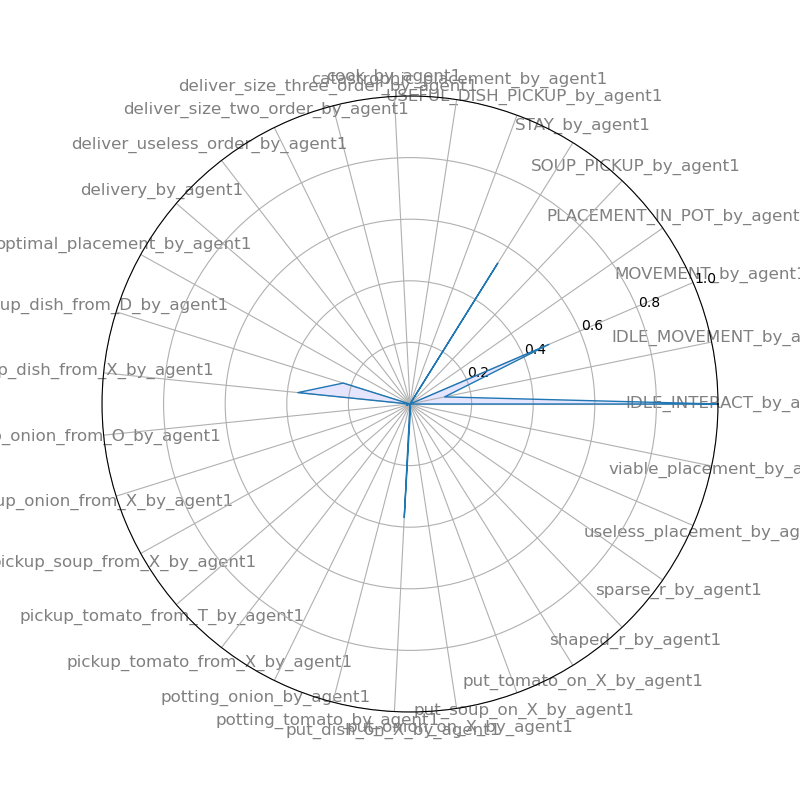 cook_by_agent1
catastrophic_placement_by_agent1
deliver_size_three_order_by_agent1
USEFUL_DISH_PICKUP_by_agent1
deliver_size_two_order_by_agent1
STAY_by_agent1
deliver_useless_order_by_agent1
SOUP_PICKUP_by_agent1
delivery_by_agent1
PLACEMENT_IN_POT_by_agent
optimal_placement_by_agent1
MOVEMENT_by_agent1
1.0
0.8
up_dish_from_D_by_agent1
0.6
IDLE_MOVEMENT_by_a
0.4
p_dish_from_X_by_agent1
0.2
IDLE_INTERACT_by_a
o_onion_from_O_by_agent1
viable_placement_by_a
up_onion_from_X_by_agent1
useless_placement_by_ag
pickup_soup_from_X_by_agent1
sparse_r_by_agent1
pickup_tomato_from_T_by_agent1
shaped_r_by_agent1
pickup_tomato_from_X_by_agent1
put_tomato_on_X_by_agent1
potting_onion_by_agent1
put_soup_on_X_by_agent1
potting_tomato_by_agent1
put_onion_on_X_by_agent1
put_dish_on_X_by_agent1